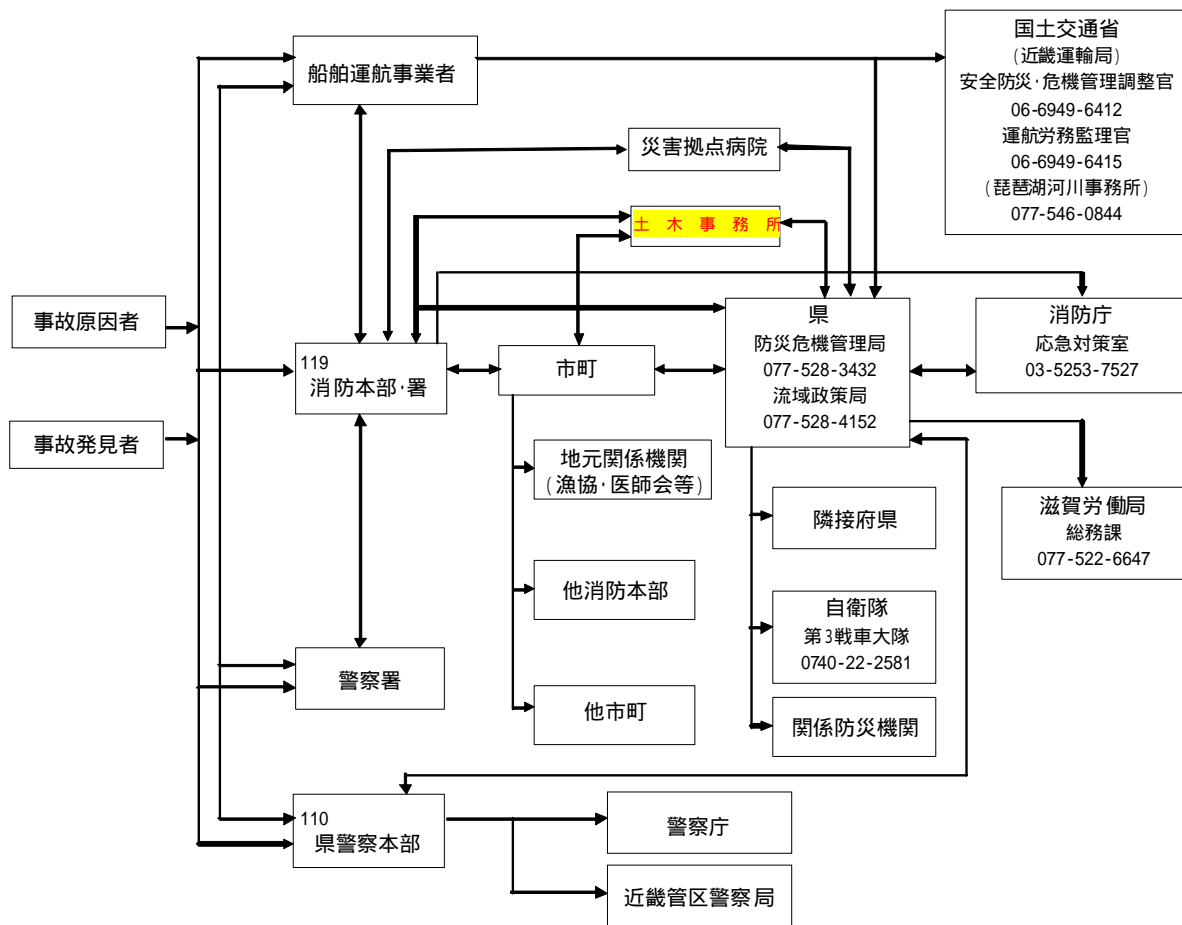 国土交通省
(近畿運輸局)
安全防災･危機管理調整官
06-6949-6412
運航労務監理官
06-6949-6415
(琵琶湖河川事務所)
077-546-0844
船舶運航事業者
災害拠点病院
土木事務所
事故原因者
事故発見者
119
消防本部･署
市町
県
防災危機管理局
077-528-3432
流域政策局
077-528-4152
消防庁
応急対策室
03-5253-7527
地元関係機関
(漁協･医師会等)
他消防本部
他市町
隣接府県
自衛隊
第3戦車大隊
0740-22-2581
関係防災機関
滋賀労働局
総務課
077-522-6647
警察署
110
県警察本部
警察庁
近畿管区警察局